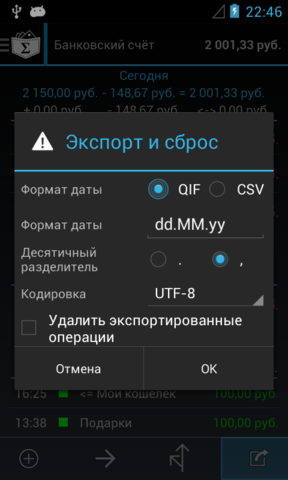 22:46
Банковский счёт 2 001,33 руб.
Сегодня
2 150,00 руб. - 148,67 руб. = 2 001,33 руб.
+ 0,00 руб. - 148,67 руб. <-> 0,00 руб.
Экспорт и сброс
Формат даты QIF CSV
Формат даты dd.MM.yy
Десятичный
разделитель . ,
Кодировка UTF-8
Удалить экспортированные
операции
Отмена OK
16:25 <= Мой кошелёк 100,00 руб.
13:38 Подарки 100,00 руб.